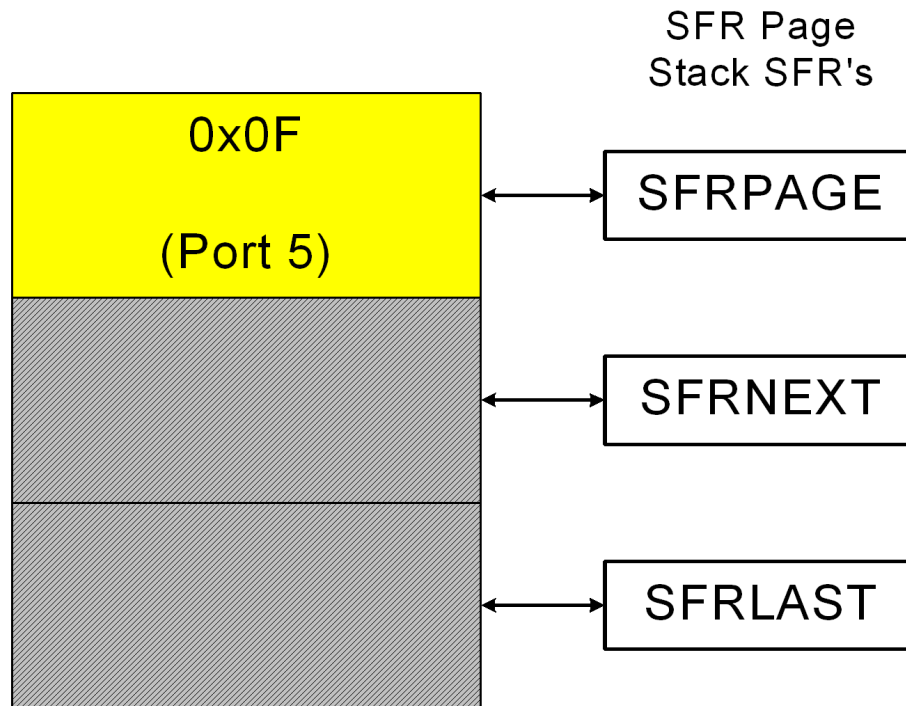 SFR Page
Stack SFR's
0x0F
(Port 5)
SFRPAGE
SFRNEXT
SFRLAST